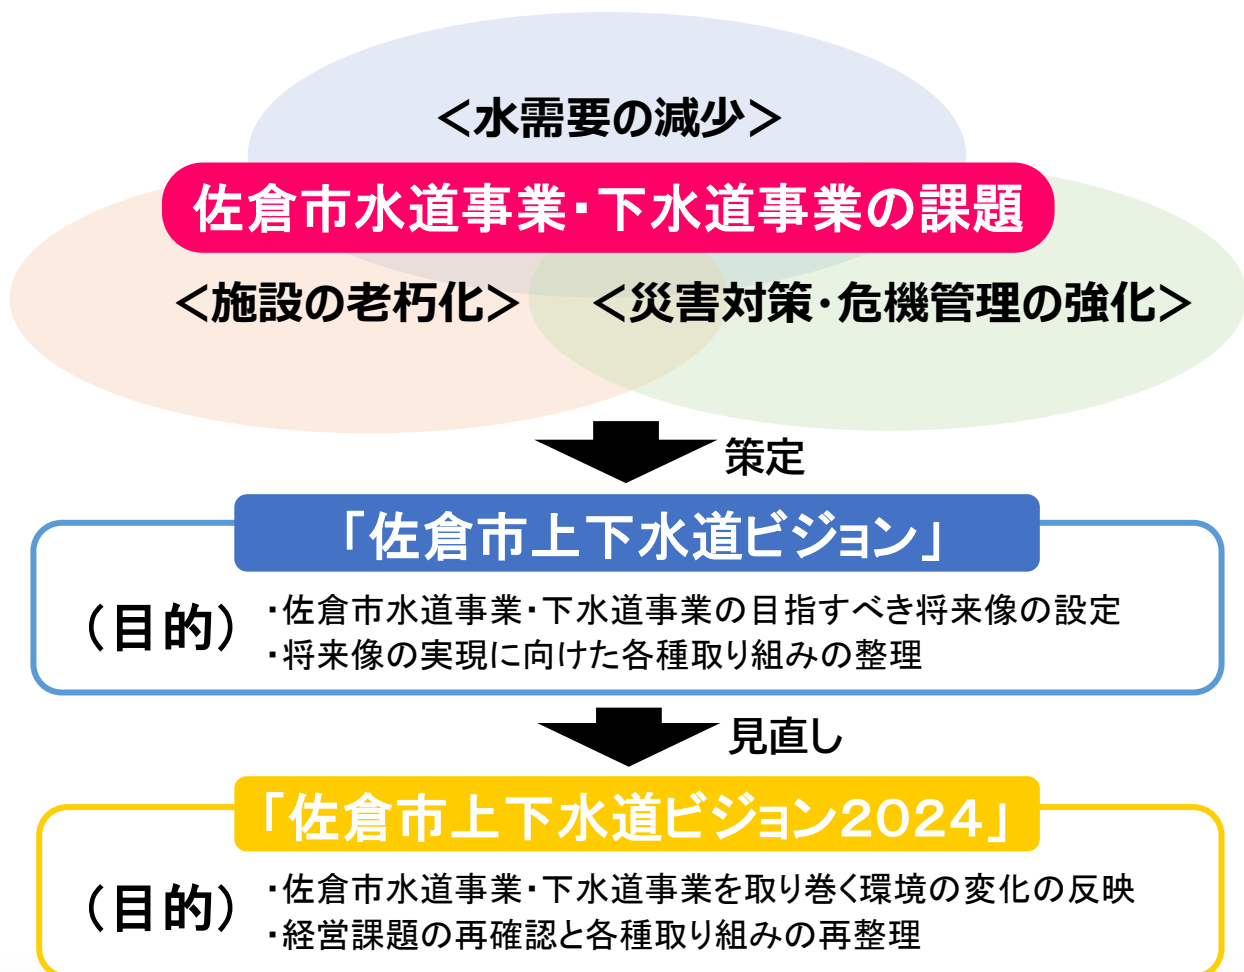 ＜水需要の減少＞
佐倉市水道事業・下水道事業の課題
＜施設の老朽化＞　＜災害対策・危機管理の強化＞
策定
「佐倉市上下水道ビジョン」
（目的）
・佐倉市水道事業・下水道事業の目指すべき将来像の設定
・将来像の実現に向けた各種取り組みの整理
見直し
「佐倉市上下水道ビジョン２０２４」
（目的）
・佐倉市水道事業・下水道事業を取り巻く環境の変化の反映
・経営課題の再確認と各種取り組みの再整理